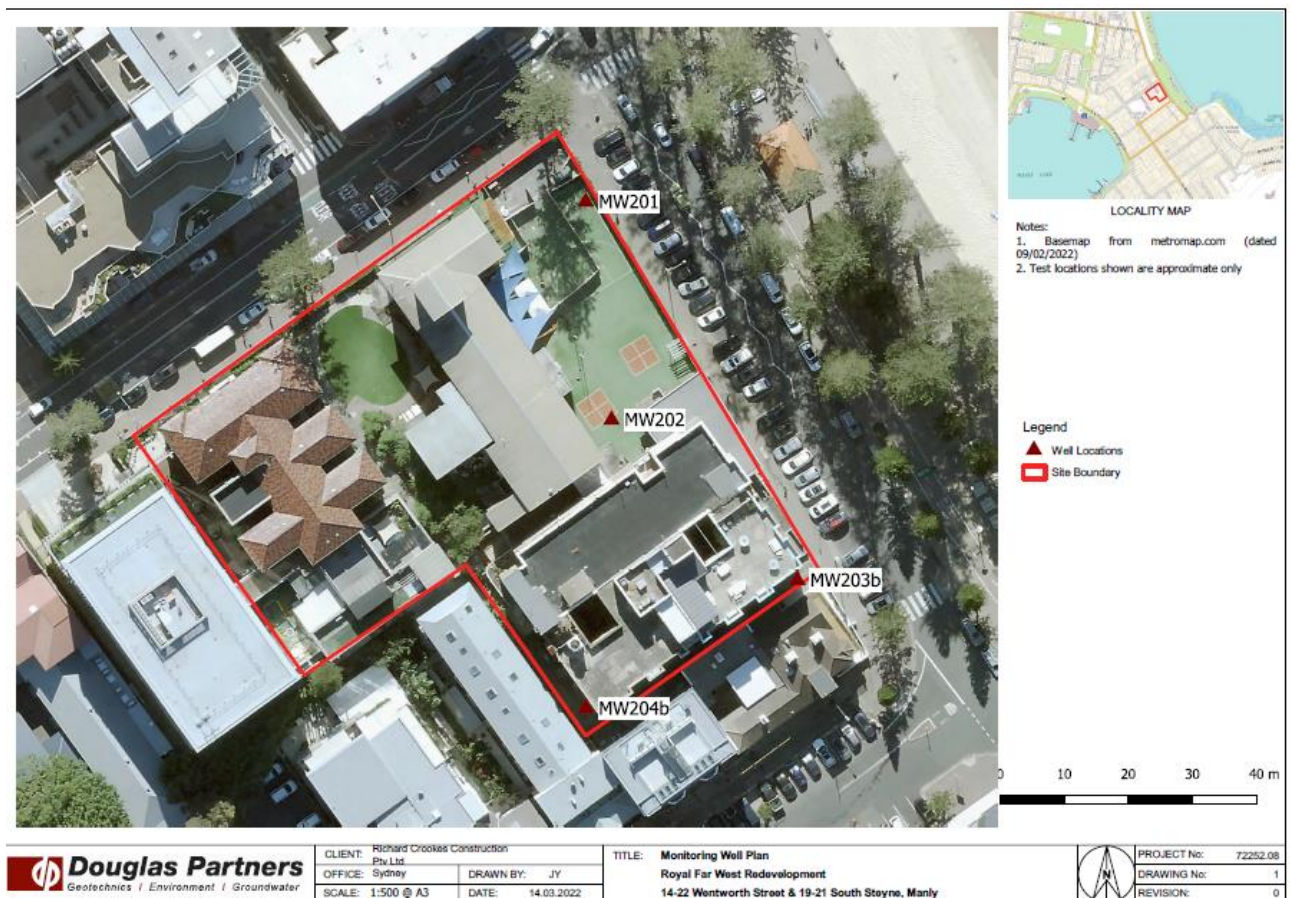 MW201
MW202
MW203b
MW204b
LOCALITY MAP
Notes:
1. Basemap from metromap.com (dated
09/02/2022)
2. Test locations shown are approximate only
Legend
Well Locations
Site Boundary
0 10 20 30 40 m
dp Douglas Partners
Geotechnics | Environment | Groundwater
CLIENT: Richard Crookes Construction
Pty Ltd
OFFICE: Sydney
DRAWN BY: JY
SCALE: 1:500 @ A3
DATE: 14.03.2022
TITLE: Monitoring Well Plan
Royal Far West Redevelopment
14-22 Wentworth Street & 19-21 South Steyne, Manly
N
PROJECT No: 72252.08
DRAWING No: 1
REVISION: 0